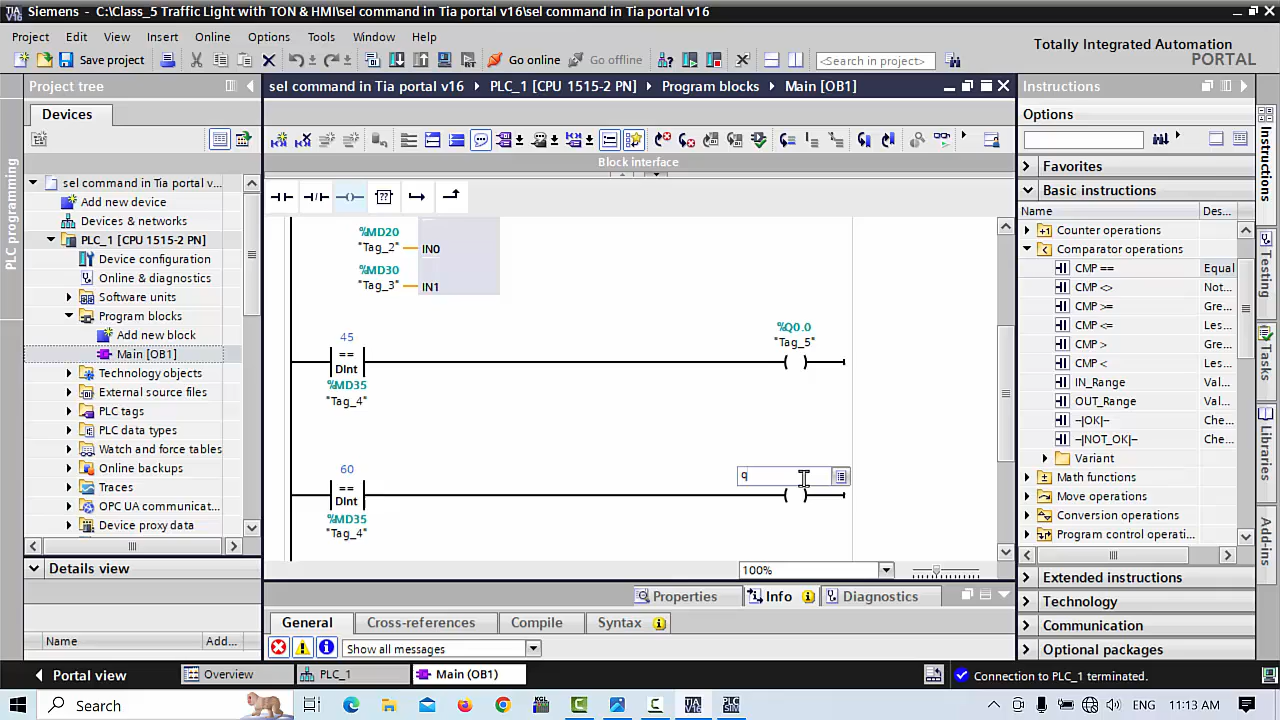 Siemens - C:\Class_5 Traffic Light with TON & HMI\sel command in Tia portal v16\sel command in Tia portal v16
Project Edit View Insert Online Options Tools Window Help
Totally Integrated Automation
PORTAL
Save project
Go online
Go offline
<Search in project>
Project tree
sel command in Tia portal v16 ▸ PLC_1 [CPU 1515-2 PN] ▸ Program blocks ▸ Main [OB1]
Instructions
Devices
Options
Block interface
Favorites
Basic instructions
Name Des...
Counter operations
Comparator operations
CMP == Equal
CMP <> Not...
CMP >= Gre...
CMP <= Les...
CMP > Gre...
CMP < Les...
IN_Range Val...
OUT_Range Val...
–|OK|– Che...
–|NOT_OK|– Che...
Variant
Math functions
Move operations
Conversion operations
Program control operati...
Extended instructions
Technology
Communication
Optional packages
PLC programming
sel command in Tia portal v...
Add new device
Devices & networks
PLC_1 [CPU 1515-2 PN]
Device configuration
Online & diagnostics
Software units
Program blocks
Add new block
Main [OB1]
Technology objects
External source files
PLC tags
PLC data types
Watch and force tables
Online backups
Traces
OPC UA communicat...
Device proxy data
Details view
Name Add...
??
%MD20
"Tag_2"
IN0
%MD30
"Tag_3"
IN1
45
==
DInt
%MD35
"Tag_4"
%Q0.0
"Tag_5"
60
==
DInt
%MD35
"Tag_4"
q
100%
Properties Info Diagnostics
General Cross-references Compile Syntax
Show all messages
Instructions
Testing
Tasks
Libraries
Add-ins
Portal view
Overview
PLC_1
Main (OB1)
Connection to PLC_1 terminated.
Search
11:13 AM